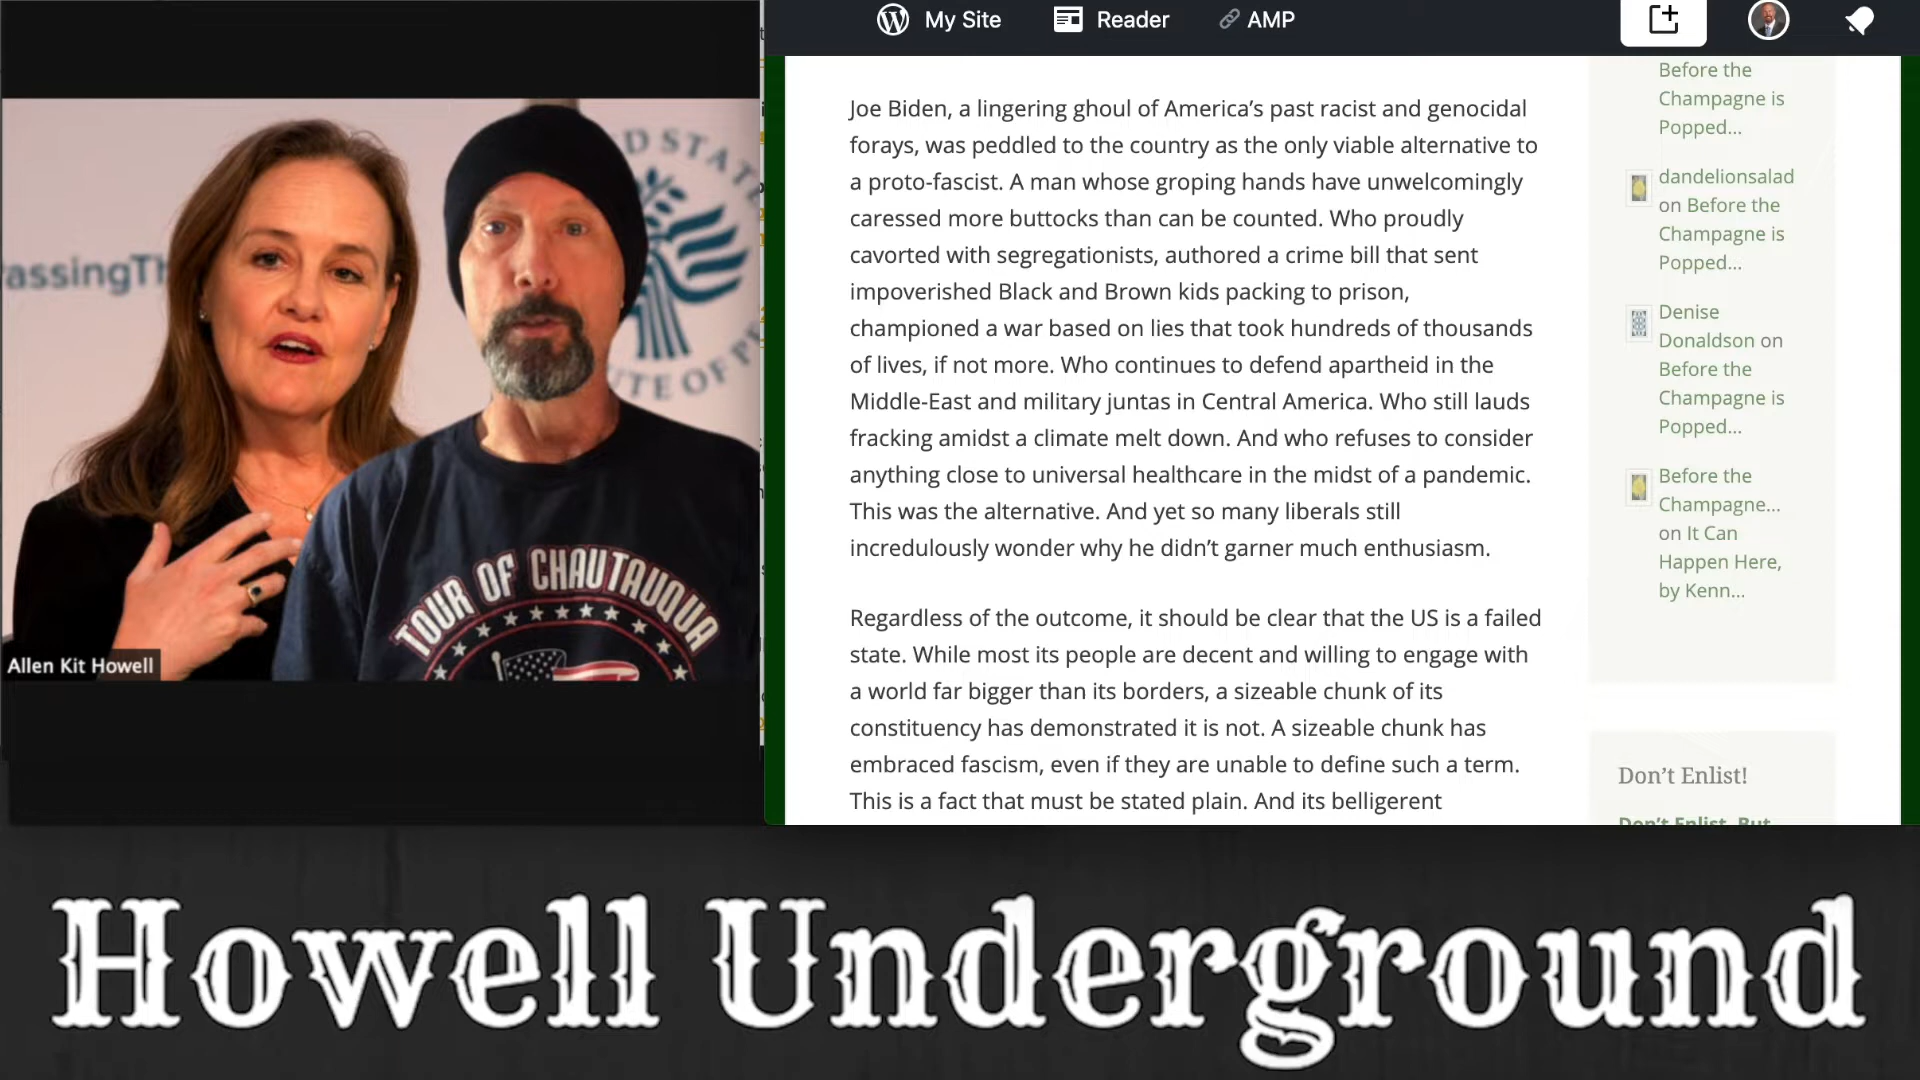 My Site
Reader
AMP
D STATE
TE OF P
Allen Kit Howell
TOUR OF CHAUTAUQUA
Joe Biden, a lingering ghoul of America’s past racist and genocidal
forays, was peddled to the country as the only viable alternative to
a proto-fascist. A man whose groping hands have unwelcomingly
caressed more buttocks than can be counted. Who proudly
cavorted with segregationists, authored a crime bill that sent
impoverished Black and Brown kids packing to prison,
championed a war based on lies that took hundreds of thousands
of lives, if not more. Who continues to defend apartheid in the
Middle-East and military juntas in Central America. Who still lauds
fracking amidst a climate melt down. And who refuses to consider
anything close to universal healthcare in the midst of a pandemic.
This was the alternative. And yet so many liberals still
incredulously wonder why he didn’t garner much enthusiasm.
Regardless of the outcome, it should be clear that the US is a failed
state. While most its people are decent and willing to engage with
a world far bigger than its borders, a sizeable chunk of its
constituency has demonstrated it is not. A sizeable chunk has
embraced fascism, even if they are unable to define such a term.
This is a fact that must be stated plain. And its belligerent
Before the
Champagne is
Popped...
dandelionsalad
on Before the
Champagne is
Popped...
Denise
Donaldson on
Before the
Champagne is
Popped...
Before the
Champagne...
on It Can
Happen Here,
by Kenn...
Don’t Enlist!
Don’t Enlist, But
Howell Underground